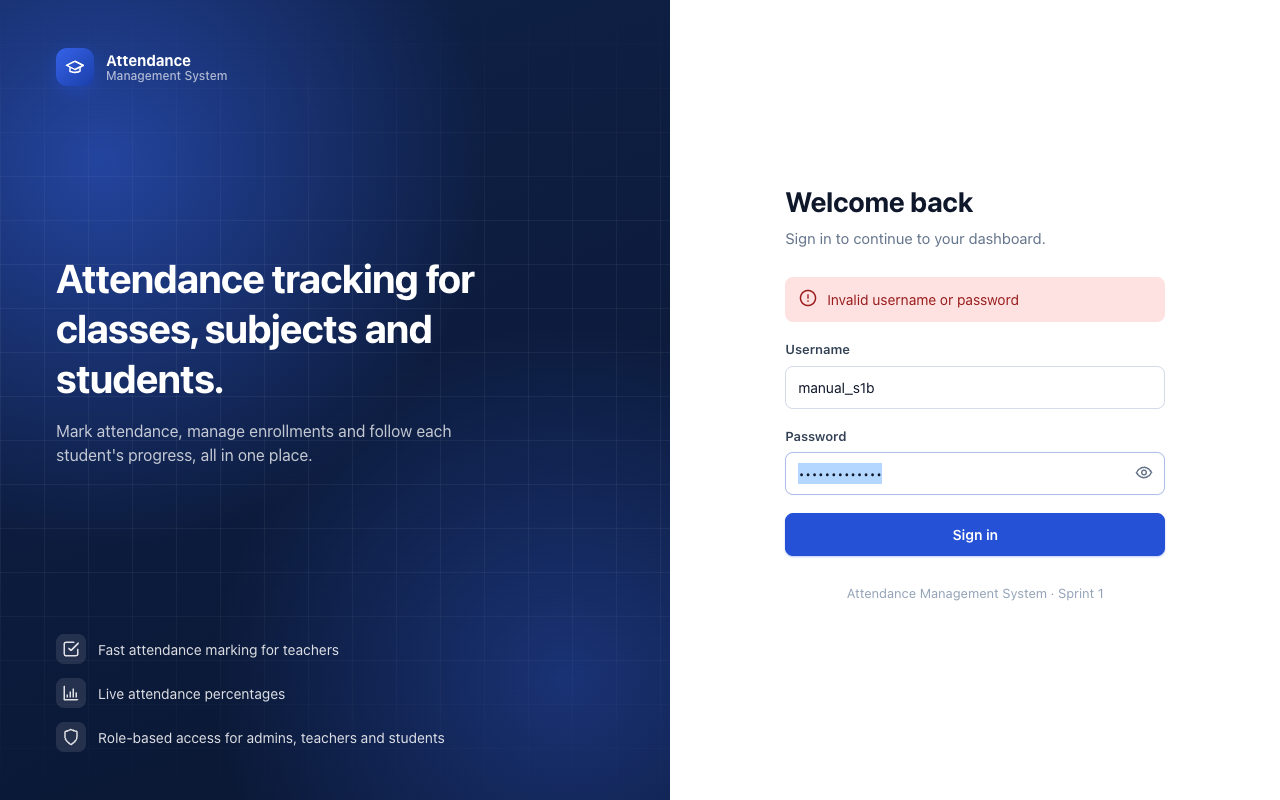 Attendance
Management System
Attendance tracking for
classes, subjects and
students.
Mark attendance, manage enrollments and follow each
student's progress, all in one place.
Fast attendance marking for teachers
Live attendance percentages
Role-based access for admins, teachers and students
Welcome back
Sign in to continue to your dashboard.
Invalid username or password
Username
manual_s1b
Password
•••••••••••••
Sign in
Attendance Management System · Sprint 1